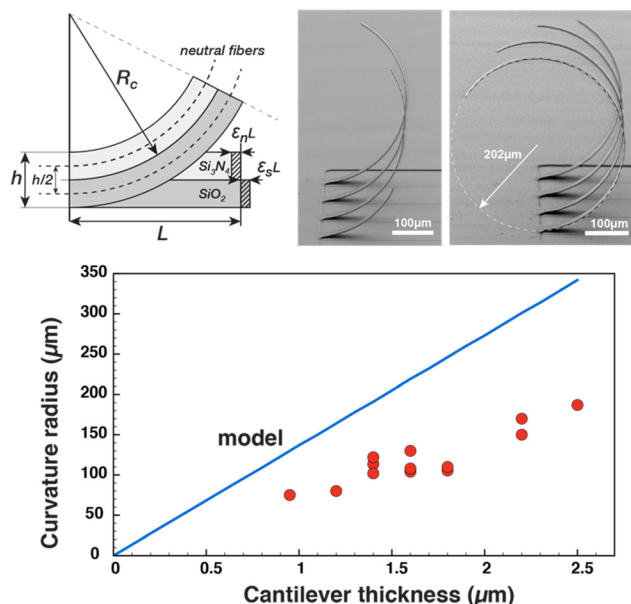 neutral fibers
R_c
ε_nL
h
h/2
Si₃N₄
ε_sL
SiO₂
L
100µm
202µm
100µm
350
300
250
200
150
100
50
0
Curvature radius (µm)
model
0
0.5
1
1.5
2
2.5
Cantilever thickness (µm)